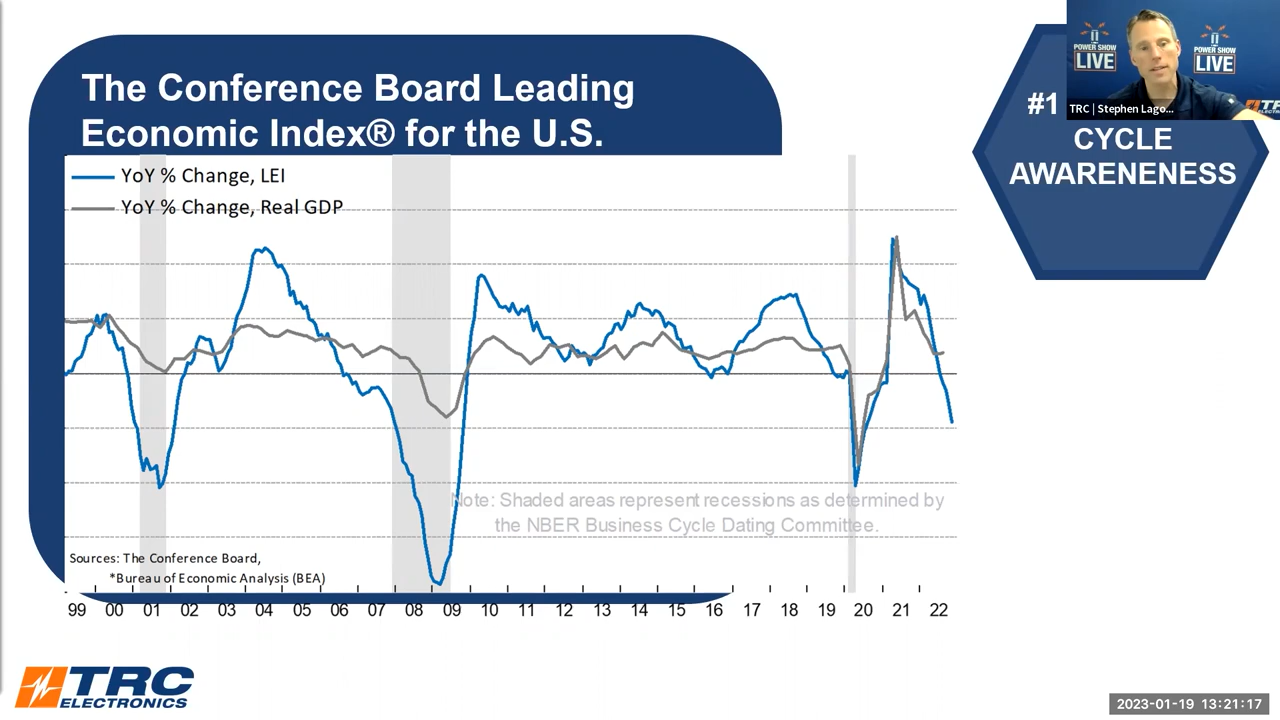 The Conference Board Leading
Economic Index® for the U.S.
YoY % Change, LEI
YoY % Change, Real GDP
Note: Shaded areas represent recessions as determined by
the NBER Business Cycle Dating Committee.
Sources: The Conference Board,
*Bureau of Economic Analysis (BEA)
99 00 01 02 03 04 05 06 07 08 09 10 11 12 13 14 15 16 17 18 19 20 21 22
POWER SHOW
LIVE
POWER SHOW
LIVE
TRC | Stephen Lago...
TRC
#1
CYCLE
AWARENENESS
TRC
ELECTRONICS
2023-01-19 13:21:17